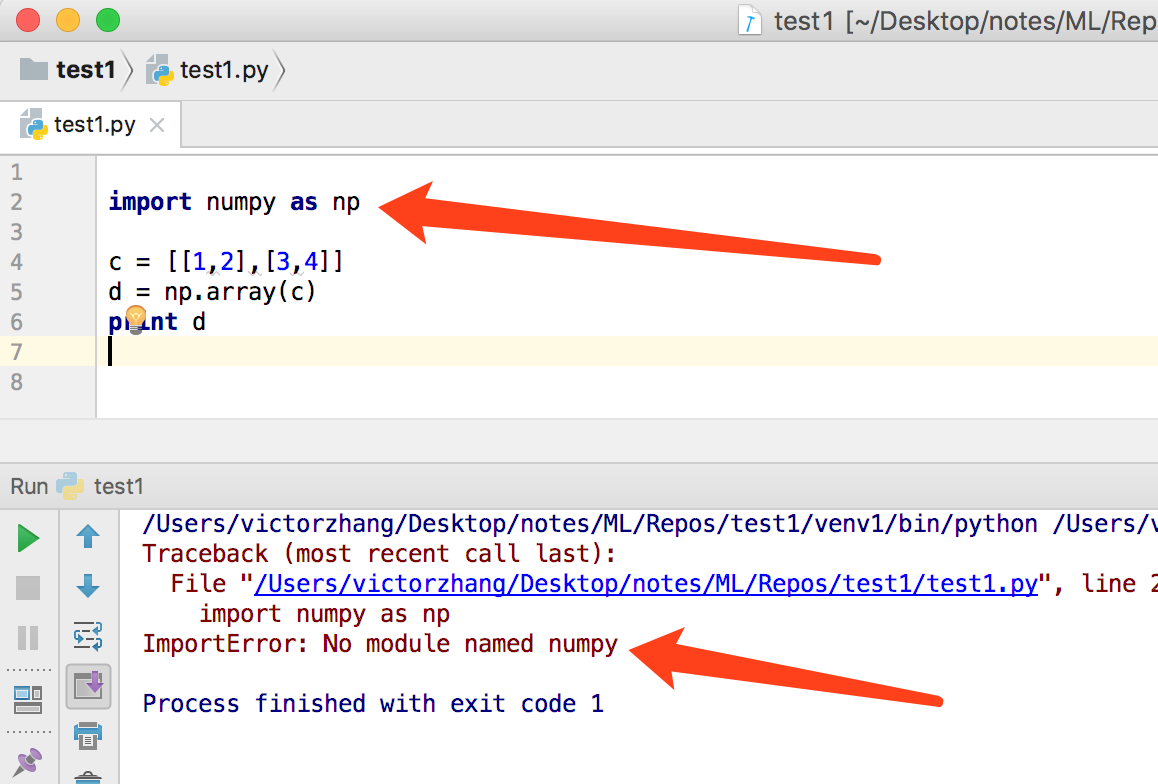 test1 [~/Desktop/notes/ML/Rep
test1 test1.py
test1.py
1
2 import numpy as np
3
4 c = [[1,2],[3,4]]
5 d = np.array(c)
6 print d
7
8
Run test1
/Users/victorzhang/Desktop/notes/ML/Repos/test1/venv1/bin/python /Users/v
Traceback (most recent call last):
File "/Users/victorzhang/Desktop/notes/ML/Repos/test1/test1.py", line 2
import numpy as np
ImportError: No module named numpy
Process finished with exit code 1